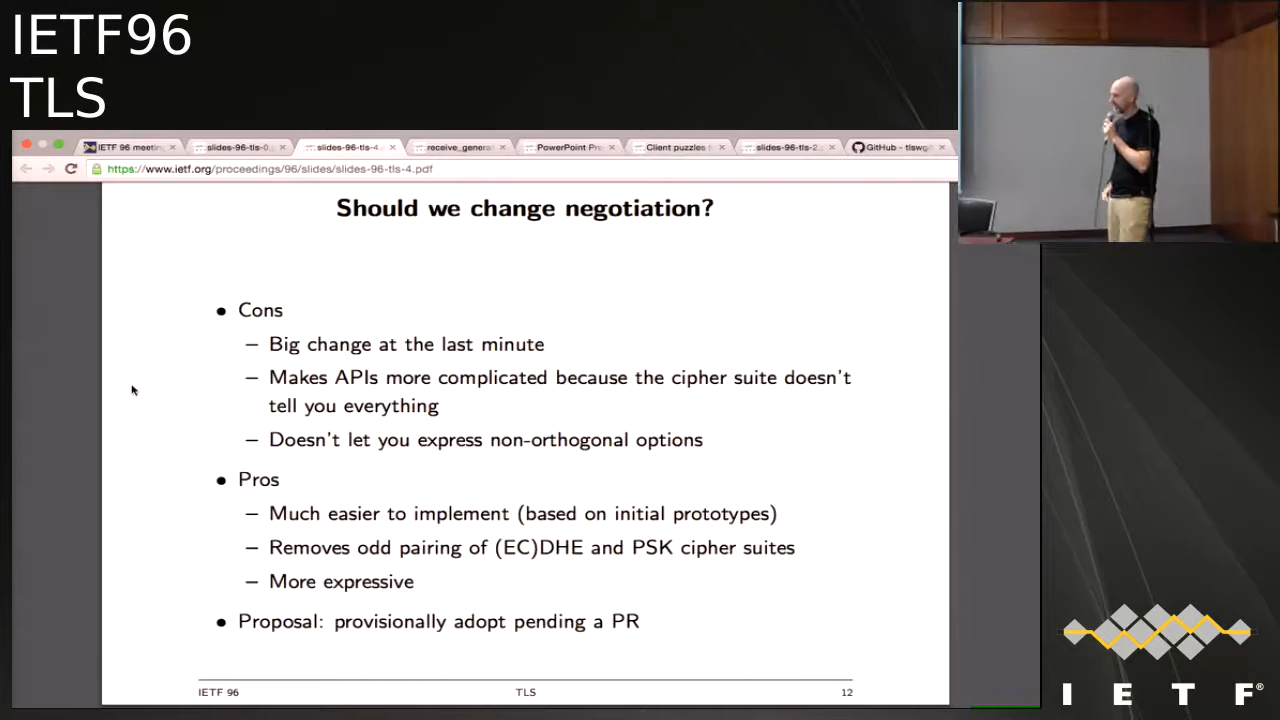 IETF96
TLS
IETF 96 meeting
slides-96-tls-0
slides-96-tls-4
receive_general
PowerPoint Pre
Client puzzles f
slides-96-tls-2
GitHub - tlswg
https://www.ietf.org/proceedings/96/slides/slides-96-tls-4.pdf
Should we change negotiation?
• Cons
– Big change at the last minute
– Makes APIs more complicated because the cipher suite doesn't
tell you everything
– Doesn't let you express non-orthogonal options
• Pros
– Much easier to implement (based on initial prototypes)
– Removes odd pairing of (EC)DHE and PSK cipher suites
– More expressive
• Proposal: provisionally adopt pending a PR
IETF 96 TLS 12
I E T F®